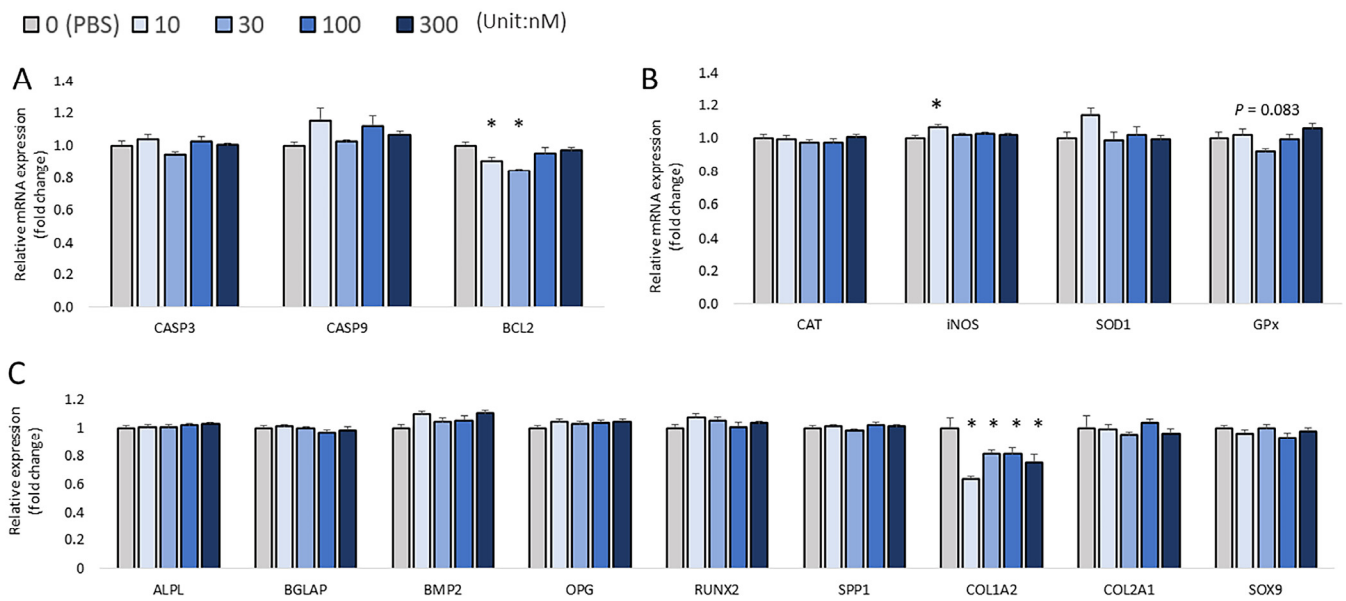 0 (PBS) 10 30 100 300 (Unit:nM)
A
Relative mRNA expression
(fold change)
1.4
1.2
1.0
0.8
0.6
0.4
0.2
0.0
* *
CASP3 CASP9 BCL2
B
Relative mRNA expression
(fold change)
1.4
1.2
1.0
0.8
0.6
0.4
0.2
0.0
*
P = 0.083
CAT iNOS SOD1 GPx
C
Relative expression
(fold change)
1.2
1
0.8
0.6
0.4
0.2
0
* * * *
ALPL BGLAP BMP2 OPG RUNX2 SPP1 COL1A2 COL2A1 SOX9